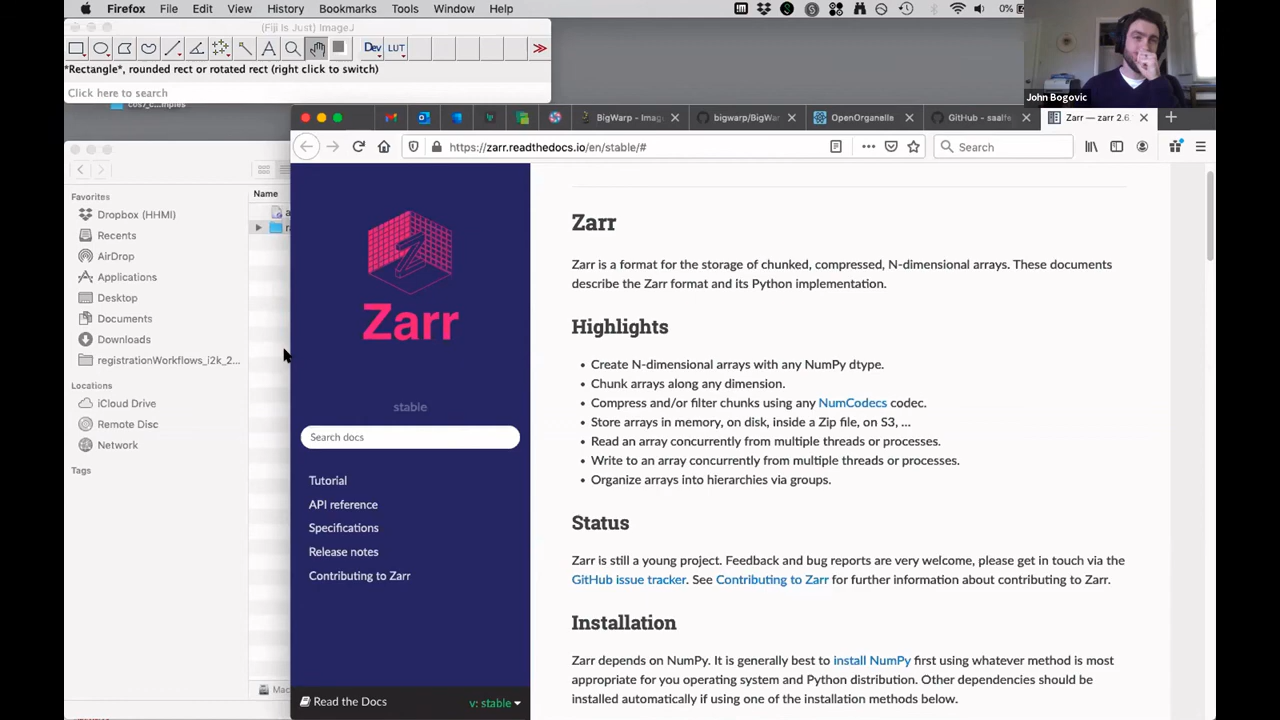 Firefox File Edit View History Bookmarks Tools Window Help
0%
(Fiji Is Just) ImageJ
Dev LUT
*Rectangle*, rounded rect or rotated rect (right click to switch)
Click here to search
John Bogovic
BigWarp - Imag
bigwarp/BigWar
OpenOrganelle
GitHub - saalfe
Zarr — zarr 2.6.
https://zarr.readthedocs.io/en/stable/#
Search
Favorites
Dropbox (HHMI)
Recents
AirDrop
Applications
Desktop
Documents
Downloads
registrationWorkflows_i2k_2...
Locations
iCloud Drive
Remote Disc
Network
Tags
Name
Zarr
stable
Search docs
Tutorial
API reference
Specifications
Release notes
Contributing to Zarr
Read the Docs
v: stable
Zarr
Zarr is a format for the storage of chunked, compressed, N-dimensional arrays. These documents
describe the Zarr format and its Python implementation.
Highlights
• Create N-dimensional arrays with any NumPy dtype.
• Chunk arrays along any dimension.
• Compress and/or filter chunks using any NumCodecs codec.
• Store arrays in memory, on disk, inside a Zip file, on S3, ...
• Read an array concurrently from multiple threads or processes.
• Write to an array concurrently from multiple threads or processes.
• Organize arrays into hierarchies via groups.
Status
Zarr is still a young project. Feedback and bug reports are very welcome, please get in touch via the
GitHub issue tracker. See Contributing to Zarr for further information about contributing to Zarr.
Installation
Zarr depends on NumPy. It is generally best to install NumPy first using whatever method is most
appropriate for you operating system and Python distribution. Other dependencies should be
installed automatically if using one of the installation methods below.